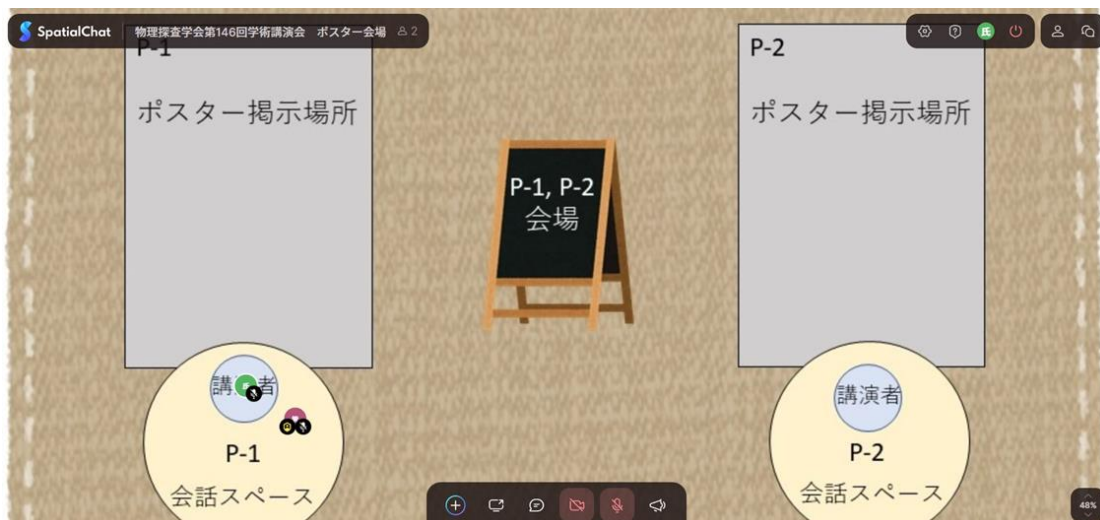 SpatialChat
物理探査学会第146回学術講演会　ポスター会場
2
P-1
ポスター掲示場所
P-2
ポスター掲示場所
P-1, P-2
会場
氏
講演者
P-1
会話スペース
講演者
P-2
会話スペース
48%